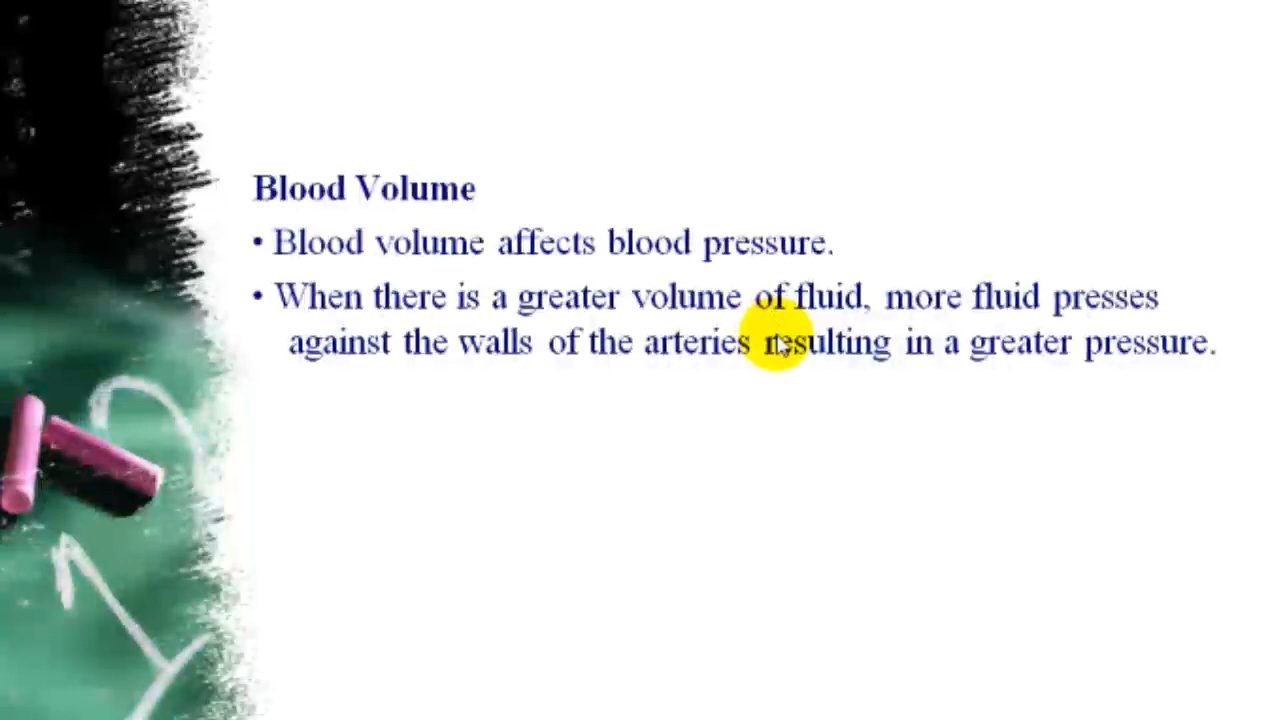 Blood Volume
• Blood volume affects blood pressure.
• When there is a greater volume of fluid, more fluid presses
against the walls of the arteries resulting in a greater pressure.